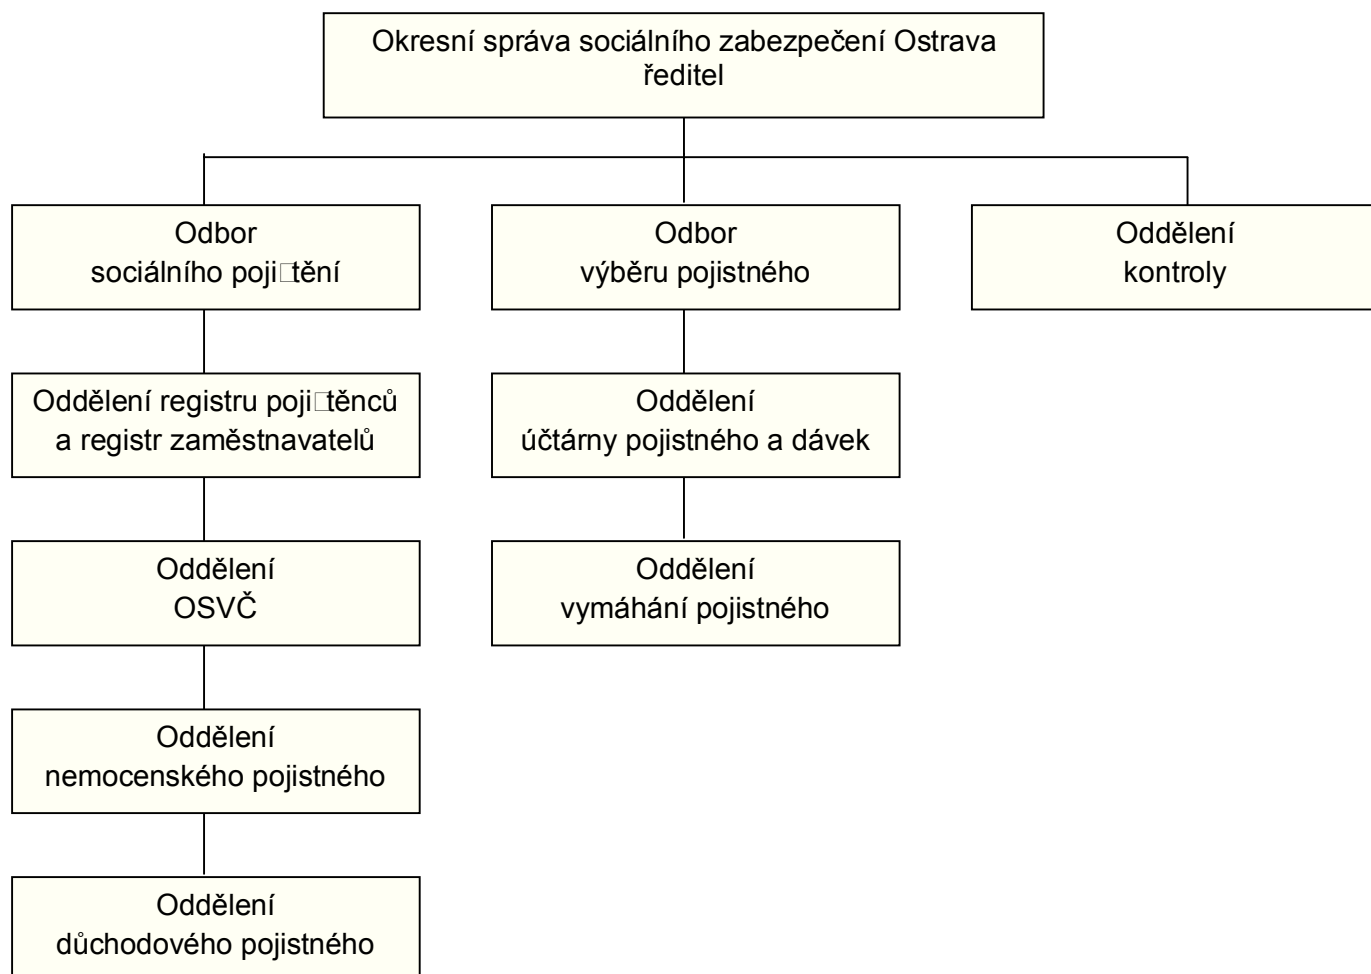 Okresní správa sociálního zabezpečení Ostrava
ředitel
Odbor
sociálního poji□tění
Odbor
výběru pojistného
Oddělení
kontroly
Oddělení registru poji□těnců
a registr zaměstnavatelů
Oddělení
účtárny pojistného a dávek
Oddělení
OSVČ
Oddělení
vymáhání pojistného
Oddělení
nemocenského pojistného
Oddělení
důchodového pojistného